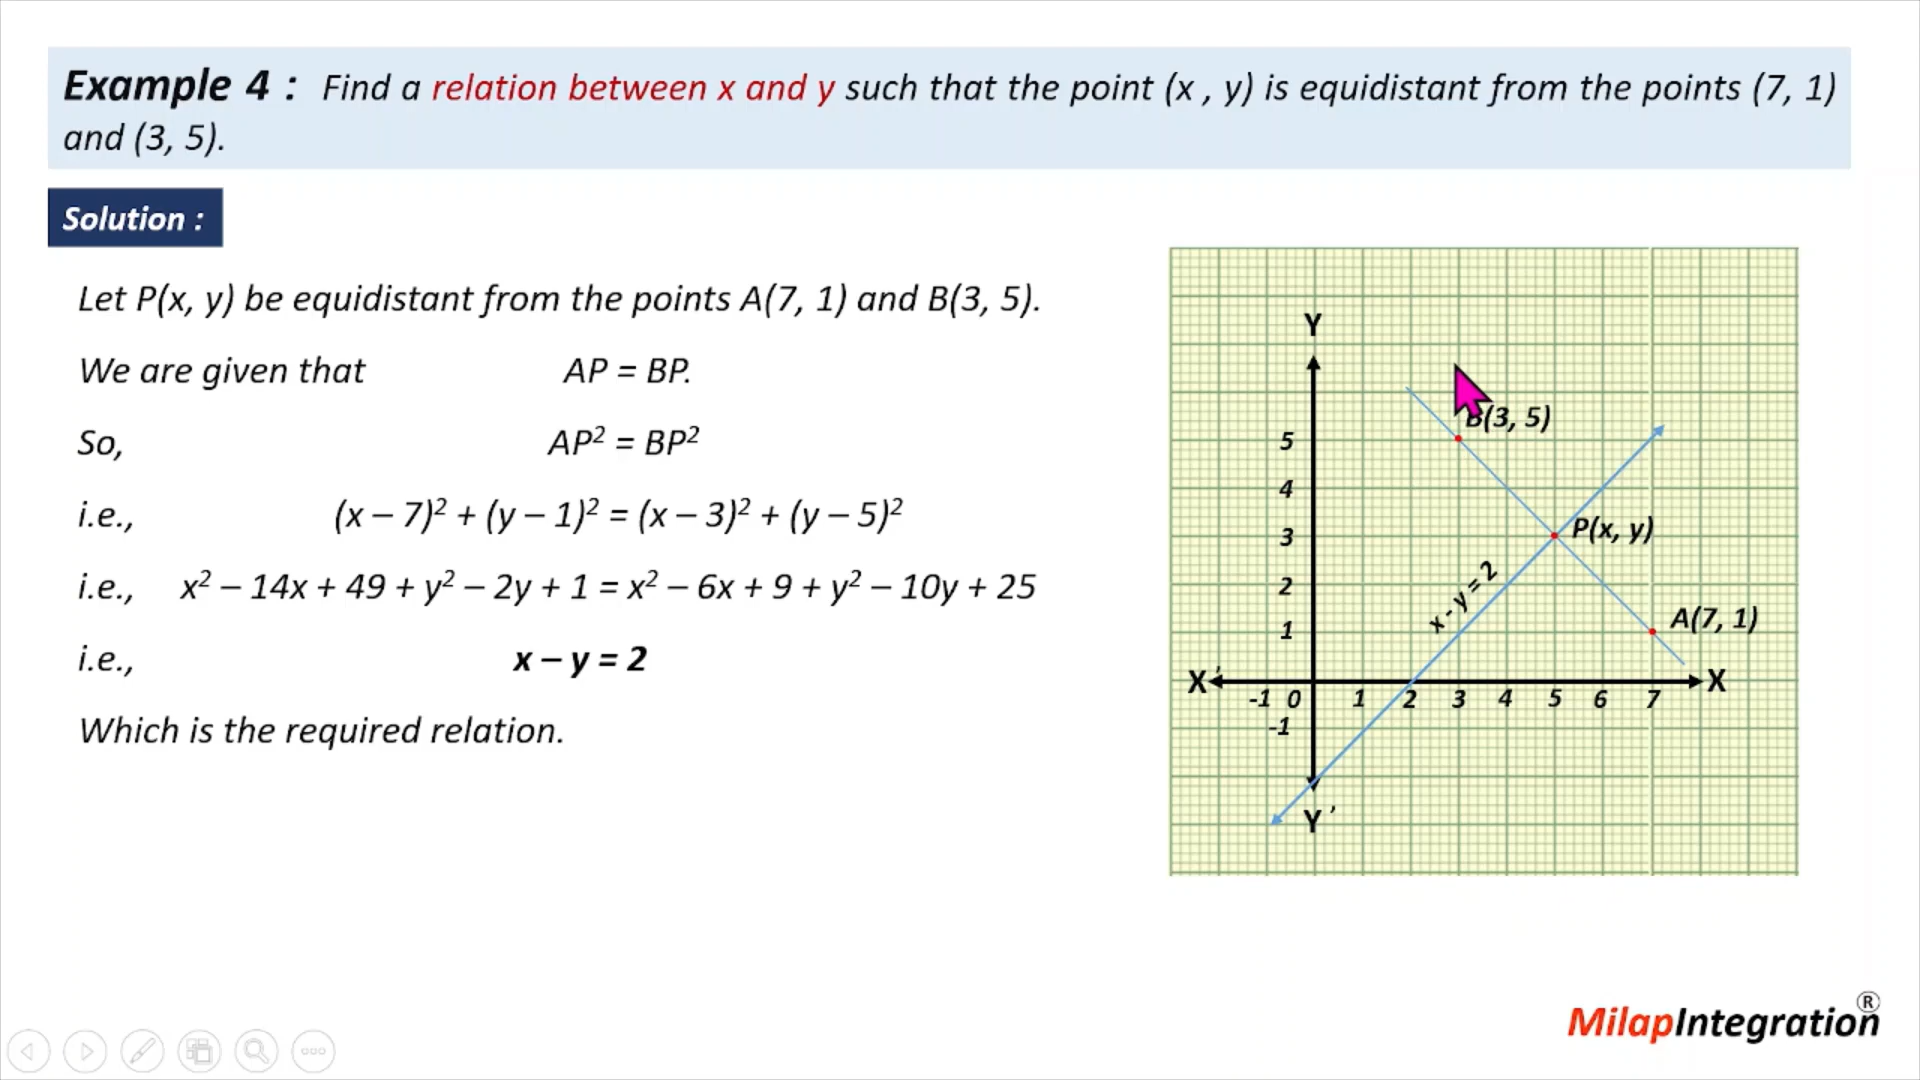 Example 4 : Find a relation between x and y such that the point (x , y) is equidistant from the points (7, 1)
and (3, 5).
Solution :
Let P(x, y) be equidistant from the points A(7, 1) and B(3, 5).
We are given that AP = BP.
So, AP² = BP²
i.e., (x – 7)² + (y – 1)² = (x – 3)² + (y – 5)²
i.e., x² – 14x + 49 + y² – 2y + 1 = x² – 6x + 9 + y² – 10y + 25
i.e., x – y = 2
Which is the required relation.
Y
B(3, 5)
5
4
3
2
1
P(x, y)
x - y = 2
A(7, 1)
X’ X
-1 0 1 2 3 4 5 6 7
-1
Y ’
MilapIntegration ®